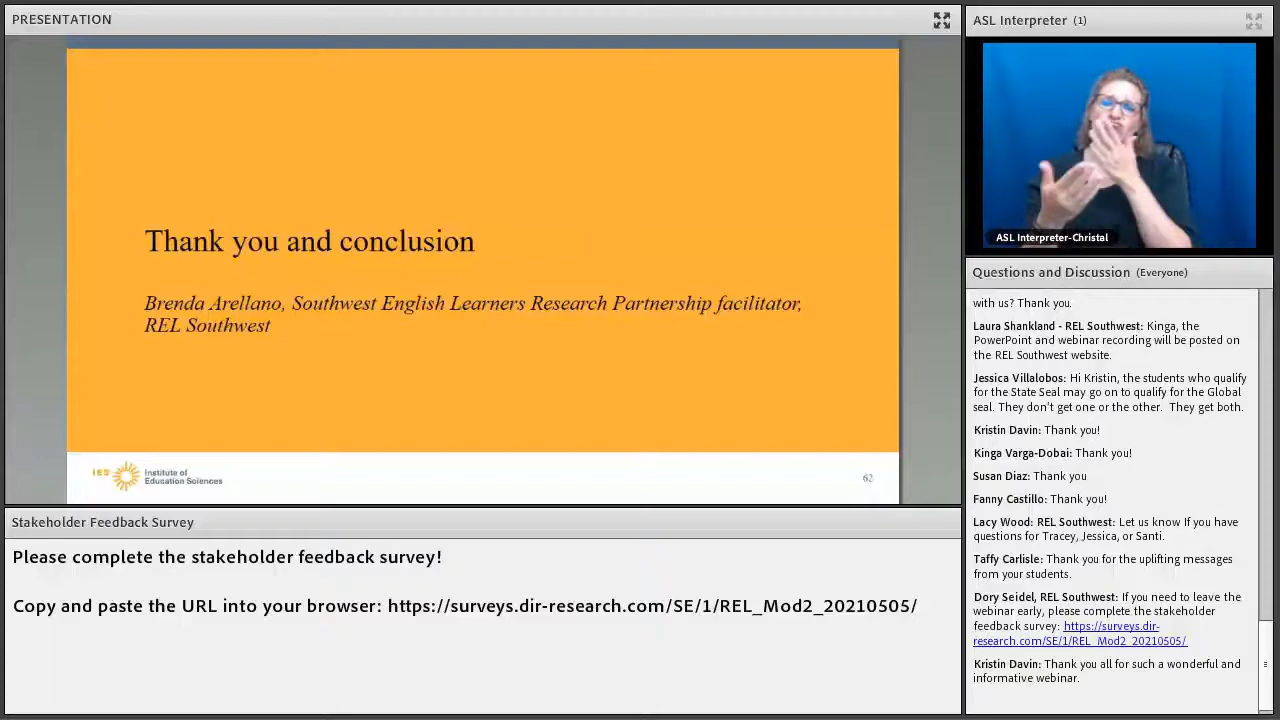 PRESENTATION
Thank you and conclusion
Brenda Arellano, Southwest English Learners Research Partnership facilitator,
REL Southwest
IES
Institute of
Education Sciences
62
Stakeholder Feedback Survey
Please complete the stakeholder feedback survey!
Copy and paste the URL into your browser: https://surveys.dir-research.com/SE/1/REL_Mod2_20210505/
ASL Interpreter (1)
ASL Interpreter-Christal
Questions and Discussion (Everyone)
with us? Thank you.
Laura Shankland - REL Southwest: Kinga, the
PowerPoint and webinar recording will be posted on
the REL Southwest website.
Jessica Villalobos: Hi Kristin, the students who qualify
for the State Seal may go on to qualify for the Global
seal. They don't get one or the other.  They get both.
Kristin Davin: Thank you!
Kinga Varga-Dobai: Thank you!
Susan Diaz: Thank you
Fanny Castillo: Thank you!
Lacy Wood: REL Southwest: Let us know If you have
questions for Tracey, Jessica, or Santi.
Taffy Carlisle: Thank you for the uplifting messages
from your students.
Dory Seidel, REL Southwest: If you need to leave the
webinar early, please complete the stakeholder
feedback survey: https://surveys.dir-
research.com/SE/1/REL_Mod2_20210505/
Kristin Davin: Thank you all for such a wonderful and
informative webinar.